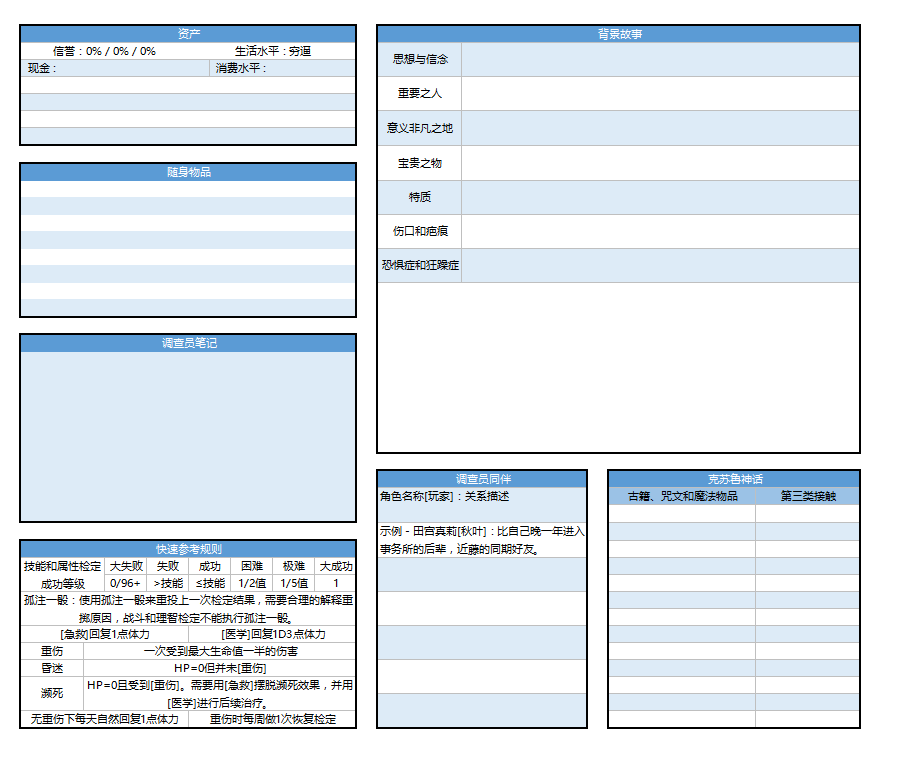 资产
信誉：0% / 0% / 0% 生活水平：穷逼
现金： 消费水平：
随身物品
调查员笔记
快速参考规则
技能和属性检定 大失败 失败 成功 困难 极难 大成功
成功等级 0/96+ >技能 ≤技能 1/2值 1/5值 1
孤注一骰：使用孤注一骰来重投上一次检定结果，需要合理的解释重
掷原因，战斗和理智检定不能执行孤注一骰。
[急救]回复1点体力 [医学]回复1D3点体力
重伤 一次受到最大生命值一半的伤害
昏迷 HP=0但并未[重伤]
濒死 HP=0且受到[重伤]。需要用[急救]摆脱濒死效果，并用
[医学]进行后续治疗。
无重伤下每天自然回复1点体力 重伤时每周做1次恢复检定
背景故事
思想与信念
重要之人
意义非凡之地
宝贵之物
特质
伤口和疤痕
恐惧症和狂躁症
调查员同伴
角色名称[玩家]：关系描述
示例 - 田宫真莉[秋叶]：比自己晚一年进入
事务所的后辈，近藤的同期好友。
克苏鲁神话
古籍、咒文和魔法物品 第三类接触